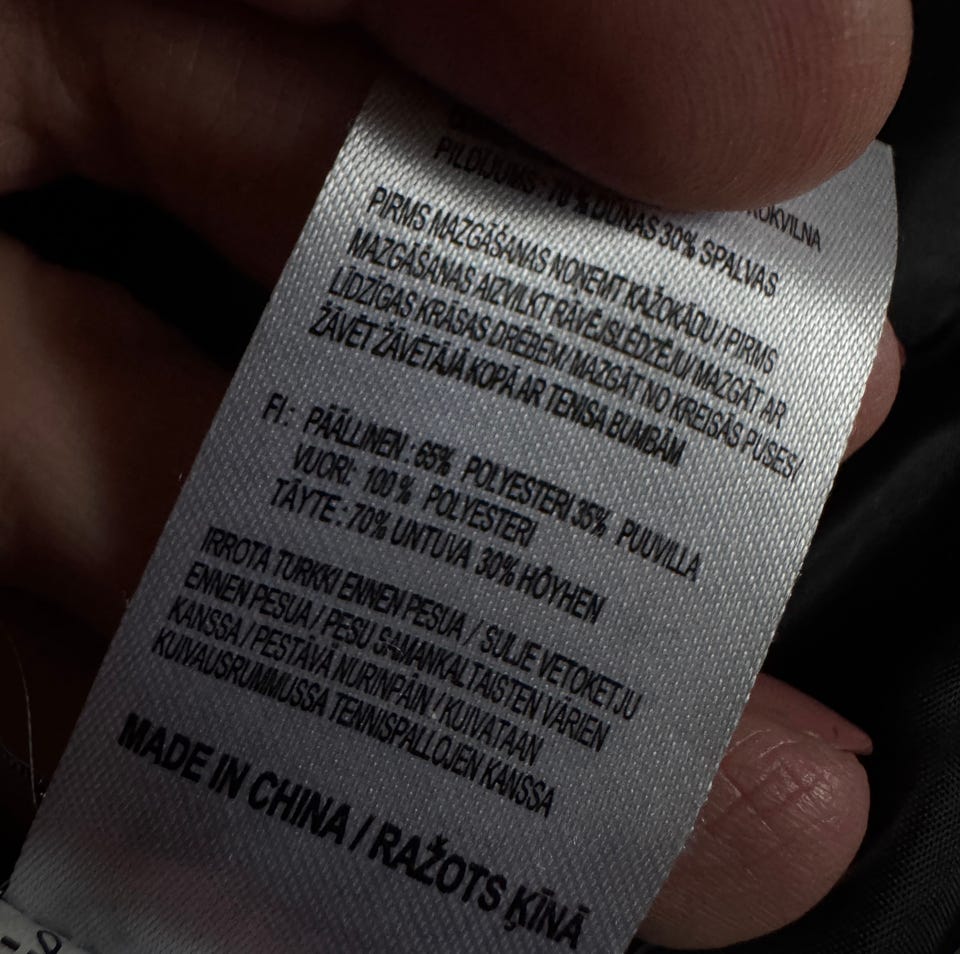 PILDĪJUMS : 70 % DŪNAS 30% SPALVAS
KOKVILNA
PIRMS MAZGĀŠANAS NOŅEMT KAŽOKĀDU / PIRMS
MAZGĀŠANAS AIZVILKT RĀVĒJSLĒDZĒJU/ MAZGĀT AR
LĪDZĪGAS KRĀSAS DRĒBĒM/ MAZGĀT NO KREISĀS PUSES/
ŽĀVĒT ŽĀVĒTĀJĀ KOPĀ AR TENISA BUMBĀM
FI : PÄÄLLINEN : 65% POLYESTERI 35% PUUVILLA
VUORI: 100 % POLYESTERI
TÄYTE : 70% UNTUVA 30% HÖYHEN
IRROTA TURKKI ENNEN PESUA / SULJE VETOKETJU
ENNEN PESUA / PESU SAMANKALTAISTEN VÄRIEN
KANSSA / PESTÄVÄ NURINPÄIN / KUIVATAAN
KUIVAUSRUMMUSSA TENNISPALLOJEN KANSSA
MADE IN CHINA / RAŽOTS ĶĪNĀ